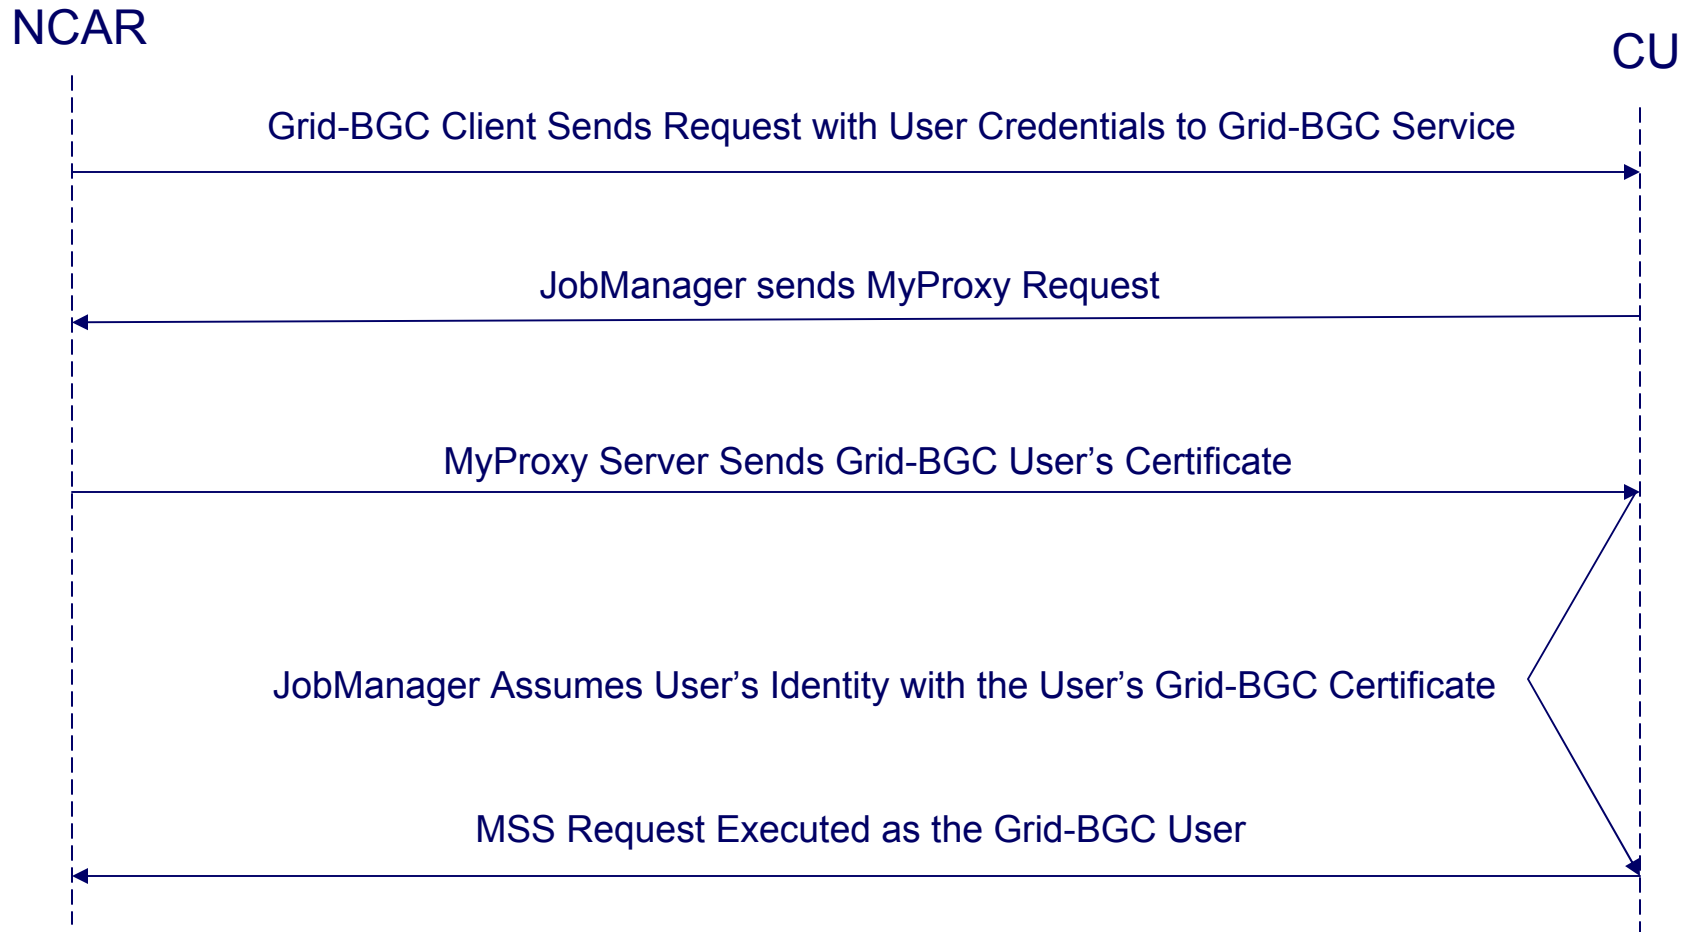 NCAR
CU
Grid-BGC Client Sends Request with User Credentials to Grid-BGC Service
JobManager sends MyProxy Request
MyProxy Server Sends Grid-BGC User’s Certificate
JobManager Assumes User’s Identity with the User’s Grid-BGC Certificate
MSS Request Executed as the Grid-BGC User